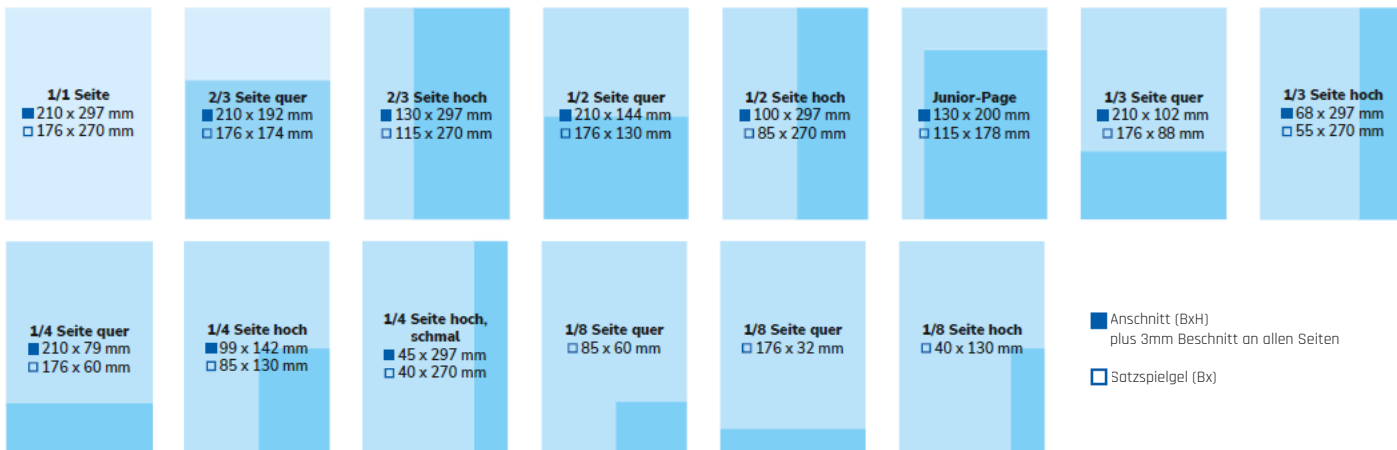 1/1 Seite
210 x 297 mm
176 x 270 mm
2/3 Seite quer
210 x 192 mm
176 x 174 mm
2/3 Seite hoch
130 x 297 mm
115 x 270 mm
1/2 Seite quer
210 x 144 mm
176 x 130 mm
1/2 Seite hoch
100 x 297 mm
85 x 270 mm
Junior-Page
130 x 200 mm
115 x 178 mm
1/3 Seite quer
210 x 102 mm
176 x 88 mm
1/3 Seite hoch
68 x 297 mm
55 x 270 mm
1/4 Seite quer
210 x 79 mm
176 x 60 mm
1/4 Seite hoch
99 x 142 mm
85 x 130 mm
1/4 Seite hoch,
schmal
45 x 297 mm
40 x 270 mm
1/8 Seite quer
85 x 60 mm
1/8 Seite quer
176 x 32 mm
1/8 Seite hoch
40 x 130 mm
Anschnitt (BxH)
plus 3mm Beschnitt an allen Seiten
Satzspielgel (Bx)